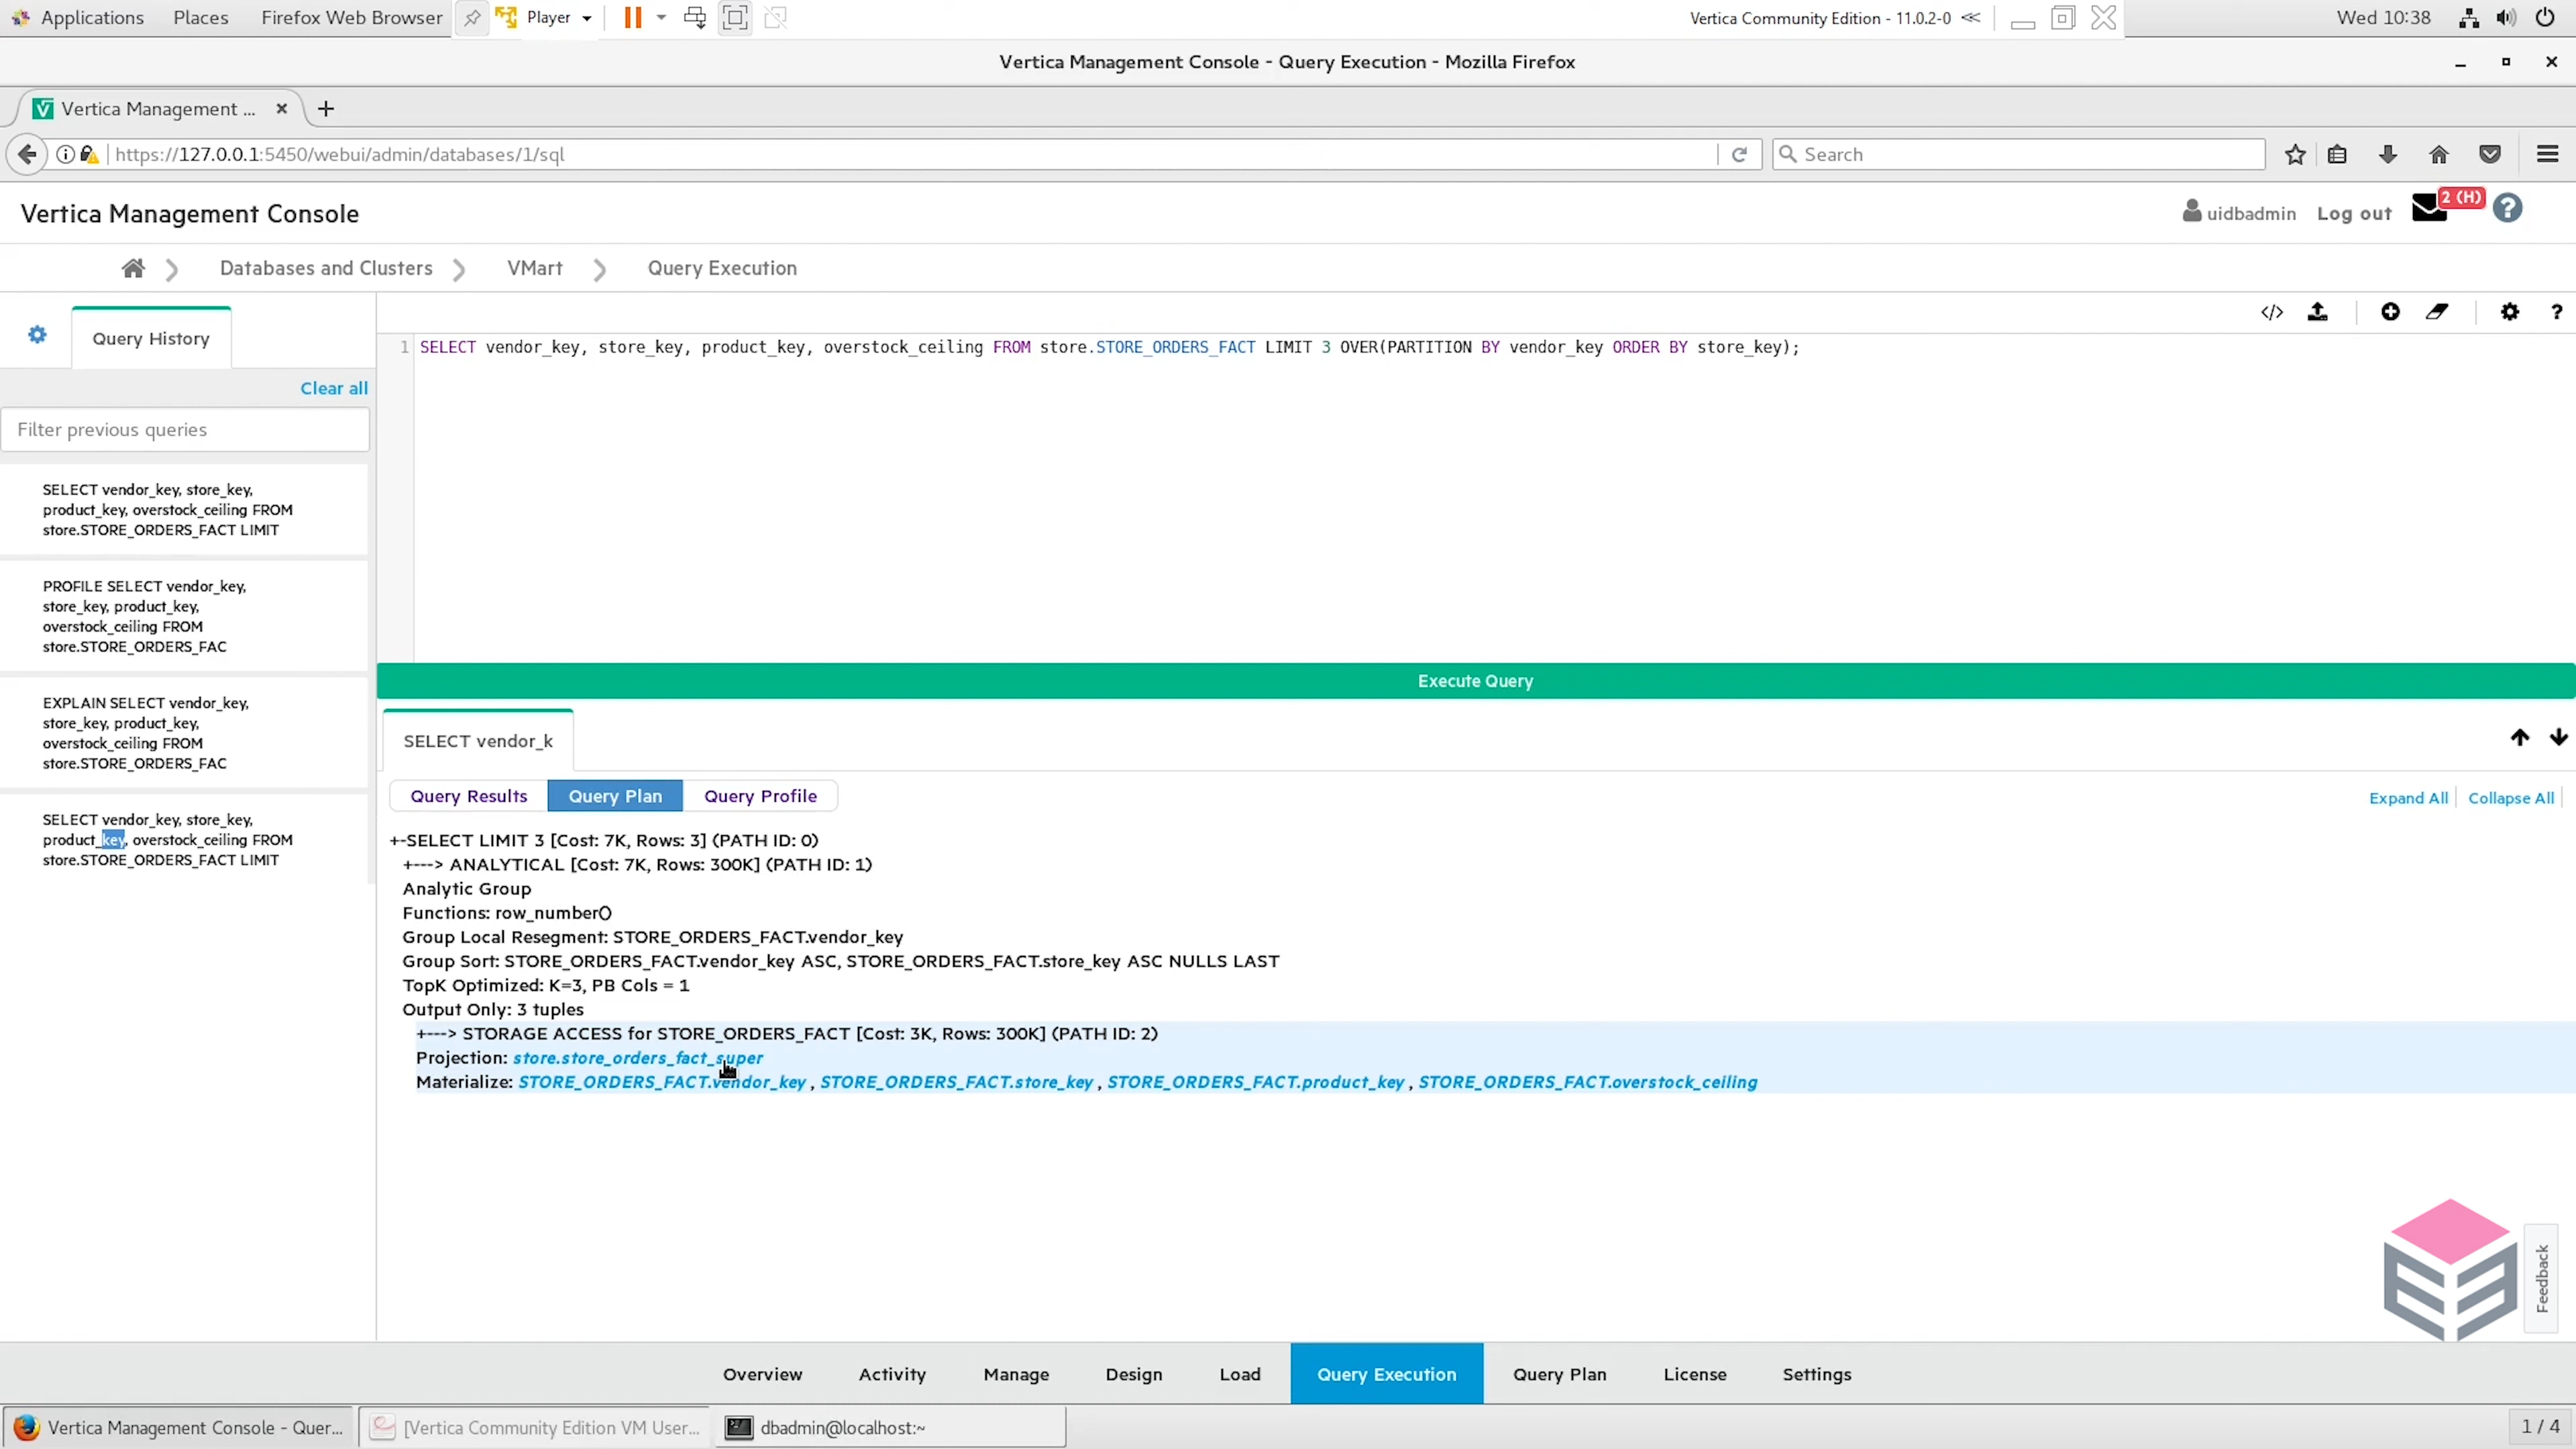 Applications Places Firefox Web Browser Player Vertica Community Edition - 11.0.2-0 Wed 10:38
Vertica Management Console - Query Execution - Mozilla Firefox
Vertica Management ...
https://127.0.0.1:5450/webui/admin/databases/1/sql Search
Vertica Management Console uidbadmin Log out 2 (H) ?
Databases and Clusters VMart Query Execution
Query History
Clear all
Filter previous queries
SELECT vendor_key, store_key,
product_key, overstock_ceiling FROM
store.STORE_ORDERS_FACT LIMIT
PROFILE SELECT vendor_key,
store_key, product_key,
overstock_ceiling FROM
store.STORE_ORDERS_FAC
EXPLAIN SELECT vendor_key,
store_key, product_key,
overstock_ceiling FROM
store.STORE_ORDERS_FAC
SELECT vendor_key, store_key,
product_key, overstock_ceiling FROM
store.STORE_ORDERS_FACT LIMIT
</> ?
1 SELECT vendor_key, store_key, product_key, overstock_ceiling FROM store.STORE_ORDERS_FACT LIMIT 3 OVER(PARTITION BY vendor_key ORDER BY store_key);
Execute Query
SELECT vendor_k
Query Results Query Plan Query Profile Expand All Collapse All
+-SELECT LIMIT 3 [Cost: 7K, Rows: 3] (PATH ID: 0)
+---> ANALYTICAL [Cost: 7K, Rows: 300K] (PATH ID: 1)
Analytic Group
Functions: row_number()
Group Local Resegment: STORE_ORDERS_FACT.vendor_key
Group Sort: STORE_ORDERS_FACT.vendor_key ASC, STORE_ORDERS_FACT.store_key ASC NULLS LAST
TopK Optimized: K=3, PB Cols = 1
Output Only: 3 tuples
+---> STORAGE ACCESS for STORE_ORDERS_FACT [Cost: 3K, Rows: 300K] (PATH ID: 2)
Projection: store.store_orders_fact_super
Materialize: STORE_ORDERS_FACT.vendor_key , STORE_ORDERS_FACT.store_key , STORE_ORDERS_FACT.product_key , STORE_ORDERS_FACT.overstock_ceiling
Feedback
Overview Activity Manage Design Load Query Execution Query Plan License Settings
Vertica Management Console - Quer... [Vertica Community Edition VM User... dbadmin@localhost:~ 1 / 4